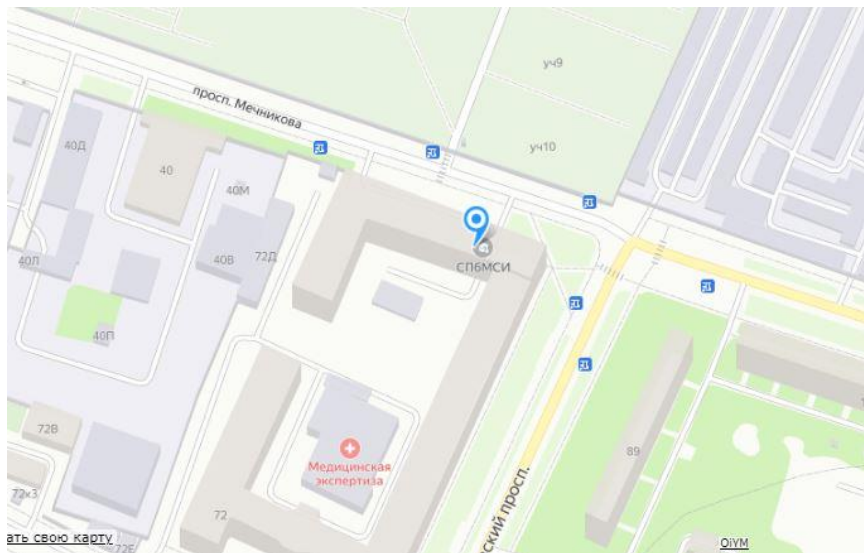 уч9
просп. Мечникова
уч10
40Д
40
40М
40Л
40В
72Д
СПбМСИ
40П
72В
89
Медицинская
экспертиза
72к3
72
ский просп.
72Е
ать свою карту
OiYM